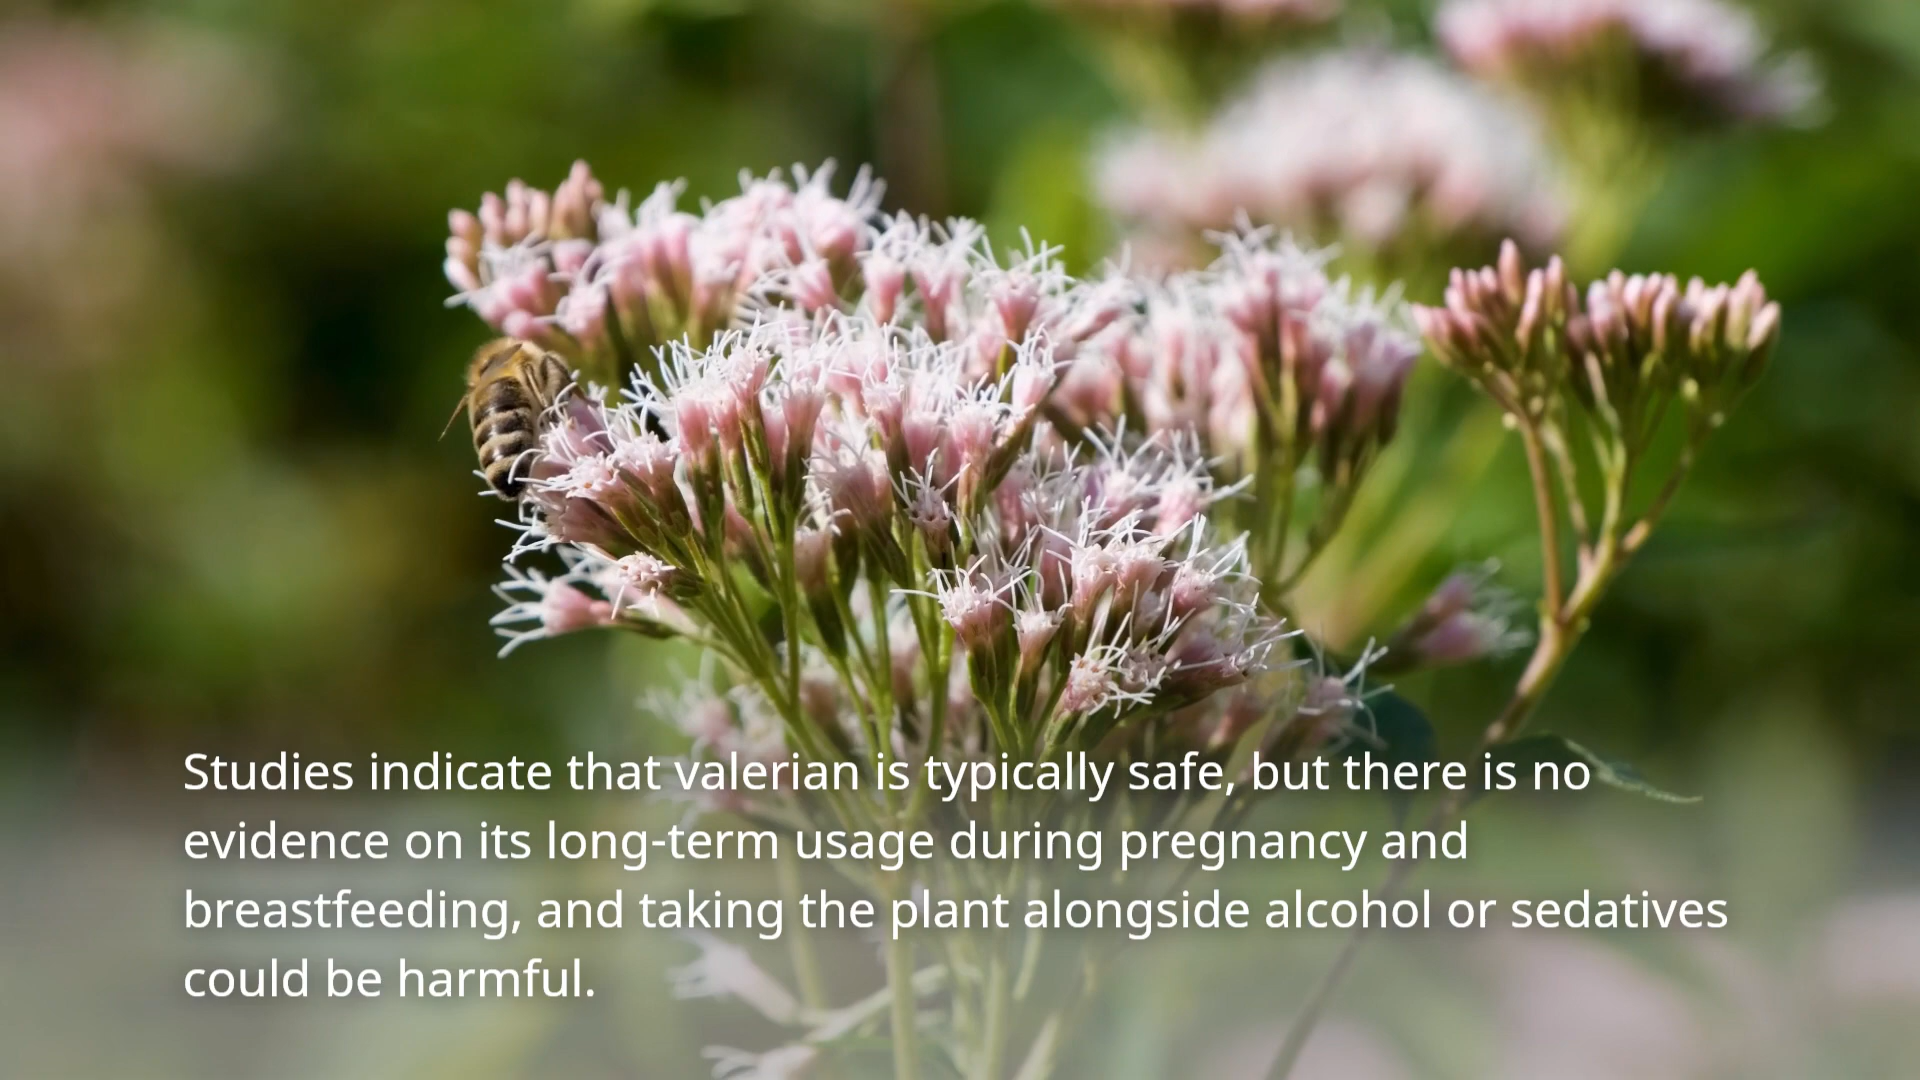 Studies indicate that valerian is typically safe, but there is no
evidence on its long-term usage during pregnancy and
breastfeeding, and taking the plant alongside alcohol or sedatives
could be harmful.